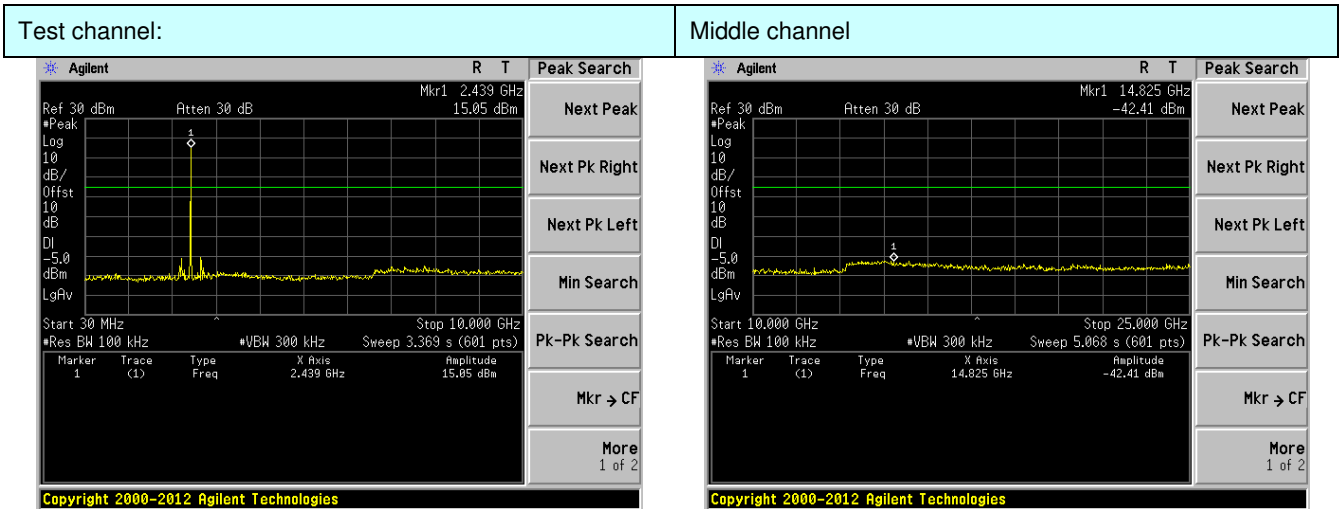 Test channel:
Middle channel
Agilent
R T
Peak Search
Mkr1 2.439 GHz
Ref 30 dBm
Atten 30 dB
15.05 dBm
#Peak
Log
10
dB/
Offst
10
dB
DI
-5.0
dBm
LgAv
1
Start 30 MHz
Stop 10.000 GHz
#Res BW 100 kHz
#VBW 300 kHz
Sweep 3.369 s (601 pts)
Marker Trace Type X Axis Amplitude
1 (1) Freq 2.439 GHz 15.05 dBm
Next Peak
Next Pk Right
Next Pk Left
Min Search
Pk-Pk Search
Mkr → CF
More
1 of 2
Copyright 2000-2012 Agilent Technologies
Agilent
R T
Peak Search
Mkr1 14.825 GHz
Ref 30 dBm
Atten 30 dB
-42.41 dBm
#Peak
Log
10
dB/
Offst
10
dB
DI
-5.0
dBm
LgAv
1
Start 10.000 GHz
Stop 25.000 GHz
#Res BW 100 kHz
#VBW 300 kHz
Sweep 5.068 s (601 pts)
Marker Trace Type X Axis Amplitude
1 (1) Freq 14.825 GHz -42.41 dBm
Next Peak
Next Pk Right
Next Pk Left
Min Search
Pk-Pk Search
Mkr → CF
More
1 of 2
Copyright 2000-2012 Agilent Technologies